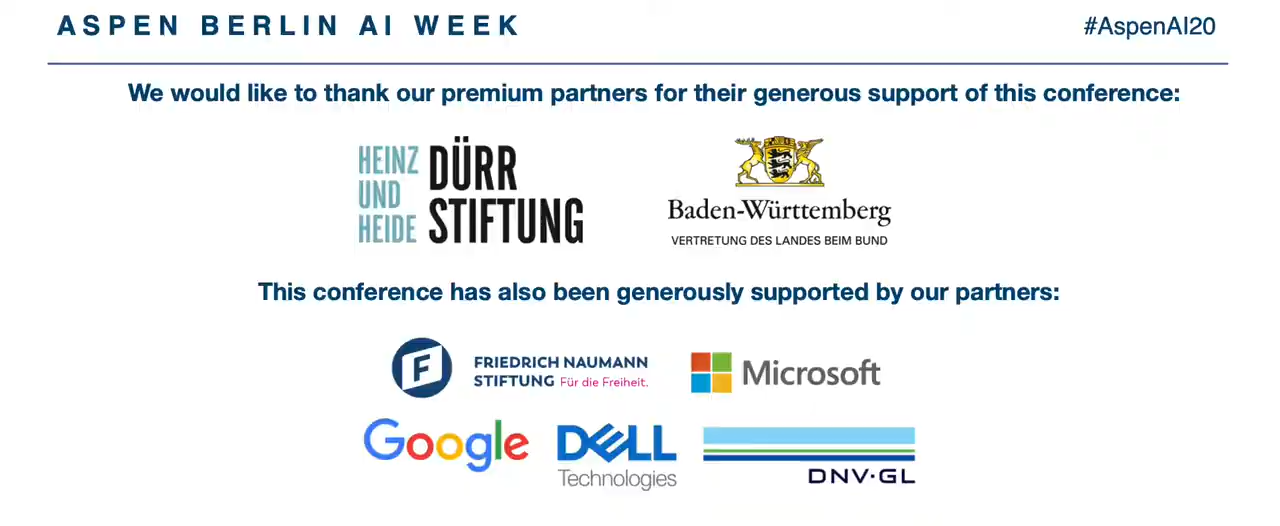 ASPEN BERLIN AI WEEK
#AspenAI20
We would like to thank our premium partners for their generous support of this conference:
HEINZ UND HEIDE
DÜRR STIFTUNG
Baden-Württemberg
VERTRETUNG DES LANDES BEIM BUND
This conference has also been generously supported by our partners:
F
FRIEDRICH NAUMANN
STIFTUNG Für die Freiheit.
Microsoft
Google
DELL
Technologies
DNV·GL